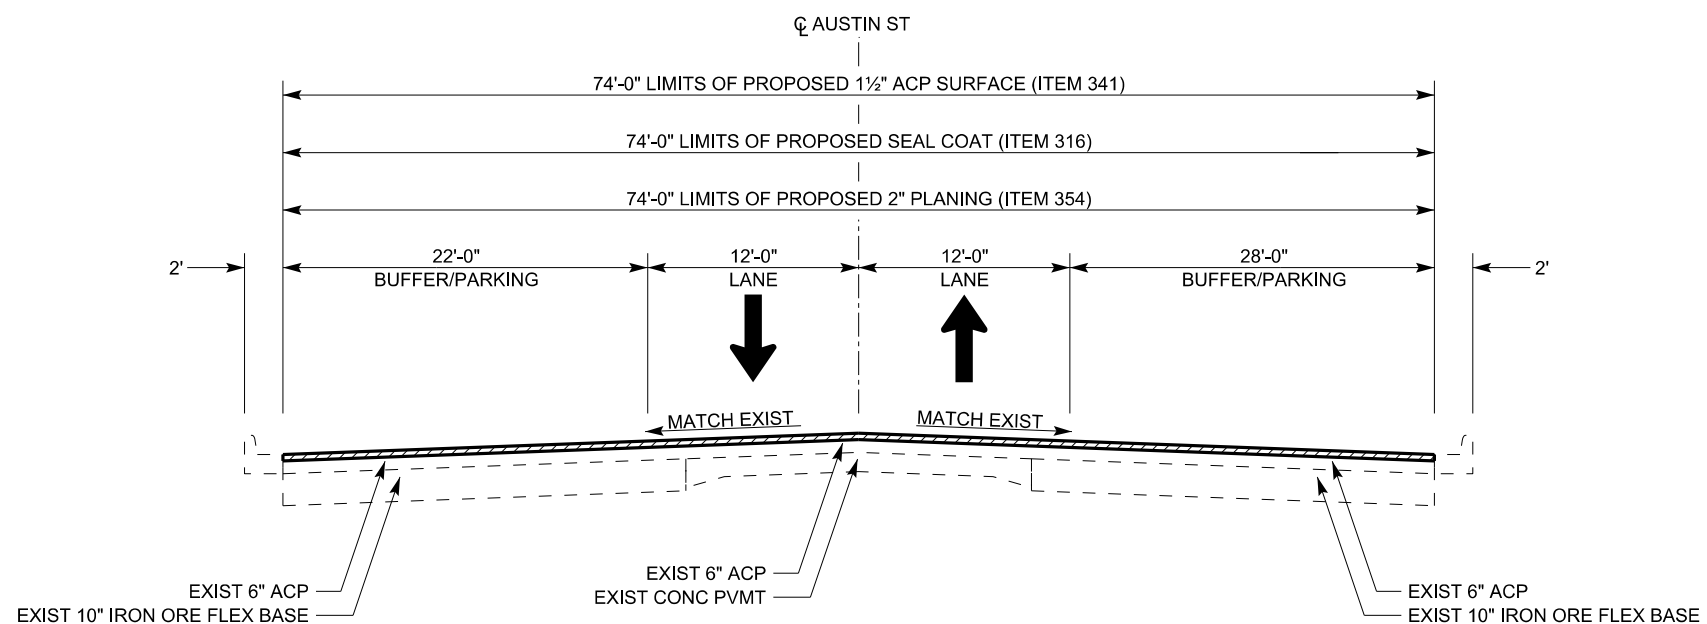 ℄ AUSTIN ST
74'-0" LIMITS OF PROPOSED 1½" ACP SURFACE (ITEM 341)
74'-0" LIMITS OF PROPOSED SEAL COAT (ITEM 316)
74'-0" LIMITS OF PROPOSED 2" PLANING (ITEM 354)
2'
22'-0"
BUFFER/PARKING
12'-0"
LANE
12'-0"
LANE
28'-0"
BUFFER/PARKING
2'
MATCH EXIST
MATCH EXIST
EXIST 6" ACP
EXIST 10" IRON ORE FLEX BASE
EXIST 6" ACP
EXIST CONC PVMT
EXIST 6" ACP
EXIST 10" IRON ORE FLEX BASE